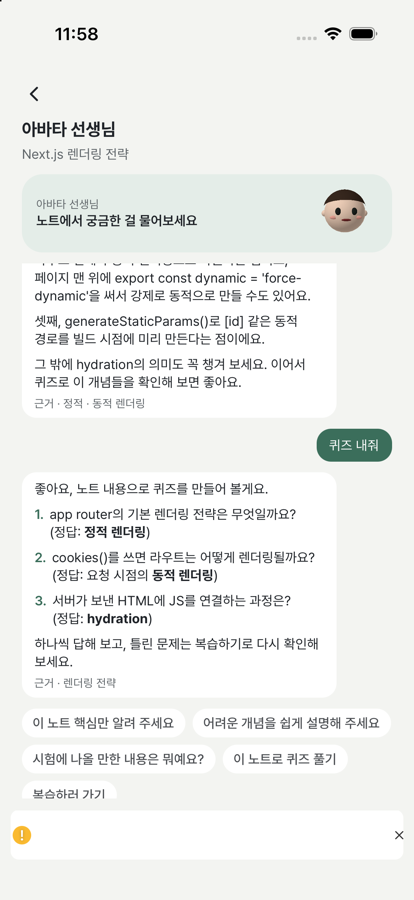 11:58
아바타 선생님
Next.js 렌더링 전략
아바타 선생님
노트에서 궁금한 걸 물어보세요
페이지 맨 위에 export const dynamic = 'force-
dynamic'을 써서 강제로 동적으로 만들 수도 있어요.
셋째, generateStaticParams()로 [id] 같은 동적
경로를 빌드 시점에 미리 만든다는 점이에요.
그 밖에 hydration의 의미도 꼭 챙겨 보세요. 이어서
퀴즈로 이 개념들을 확인해 보면 좋아요.
근거 · 정적 · 동적 렌더링
퀴즈 내줘
좋아요, 노트 내용으로 퀴즈를 만들어 볼게요.
1. app router의 기본 렌더링 전략은 무엇일까요?
(정답: 정적 렌더링)
2. cookies()를 쓰면 라우트는 어떻게 렌더링될까요?
(정답: 요청 시점의 동적 렌더링)
3. 서버가 보낸 HTML에 JS를 연결하는 과정은?
(정답: hydration)
하나씩 답해 보고, 틀린 문제는 복습하기로 다시 확인해
보세요.
근거 · 렌더링 전략
이 노트 핵심만 알려 주세요
어려운 개념을 쉽게 설명해 주세요
시험에 나올 만한 내용은 뭐예요?
이 노트로 퀴즈 풀기
복습하러 가기